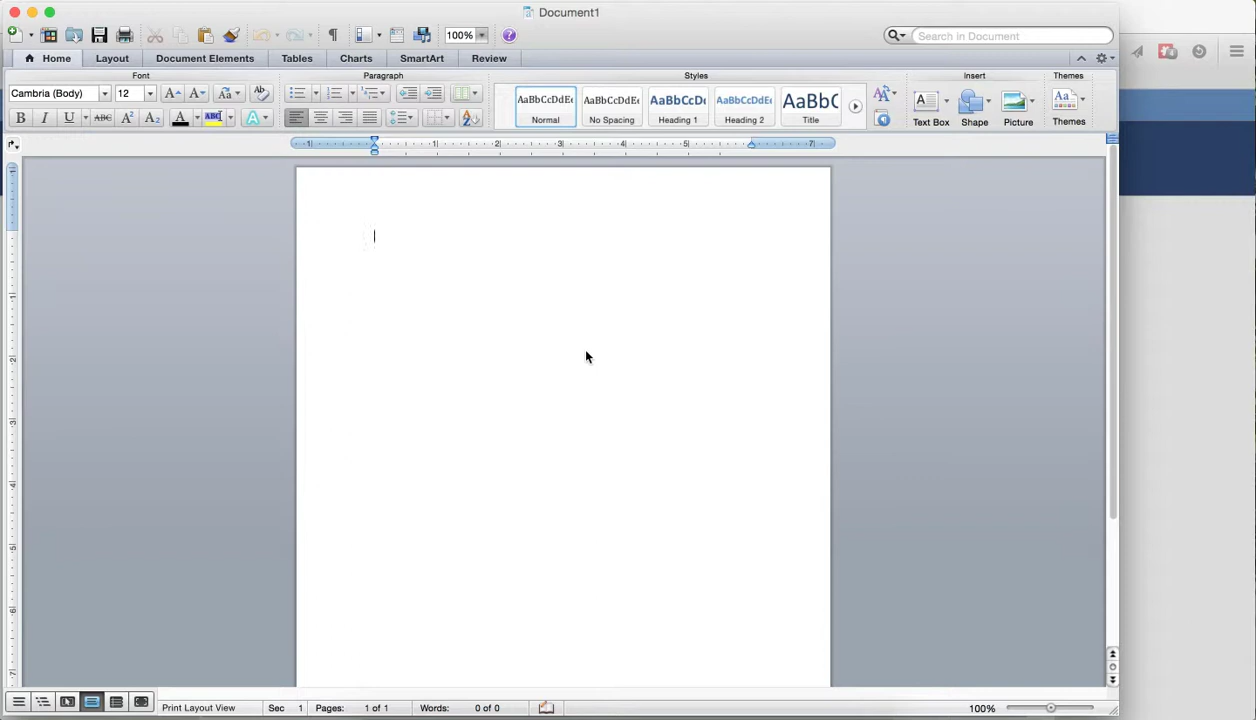 Document1
100%
Search in Document
Home Layout Document Elements Tables Charts SmartArt Review
Font Paragraph Styles Insert Themes
Cambria (Body) 12
AaBbCcDdEe AaBbCcDdEe AaBbCcDc AaBbCcDdEe AaBbC
Normal No Spacing Heading 1 Heading 2 Title
Text Box Shape Picture Themes
Print Layout View Sec 1 Pages: 1 of 1 Words: 0 of 0 100%